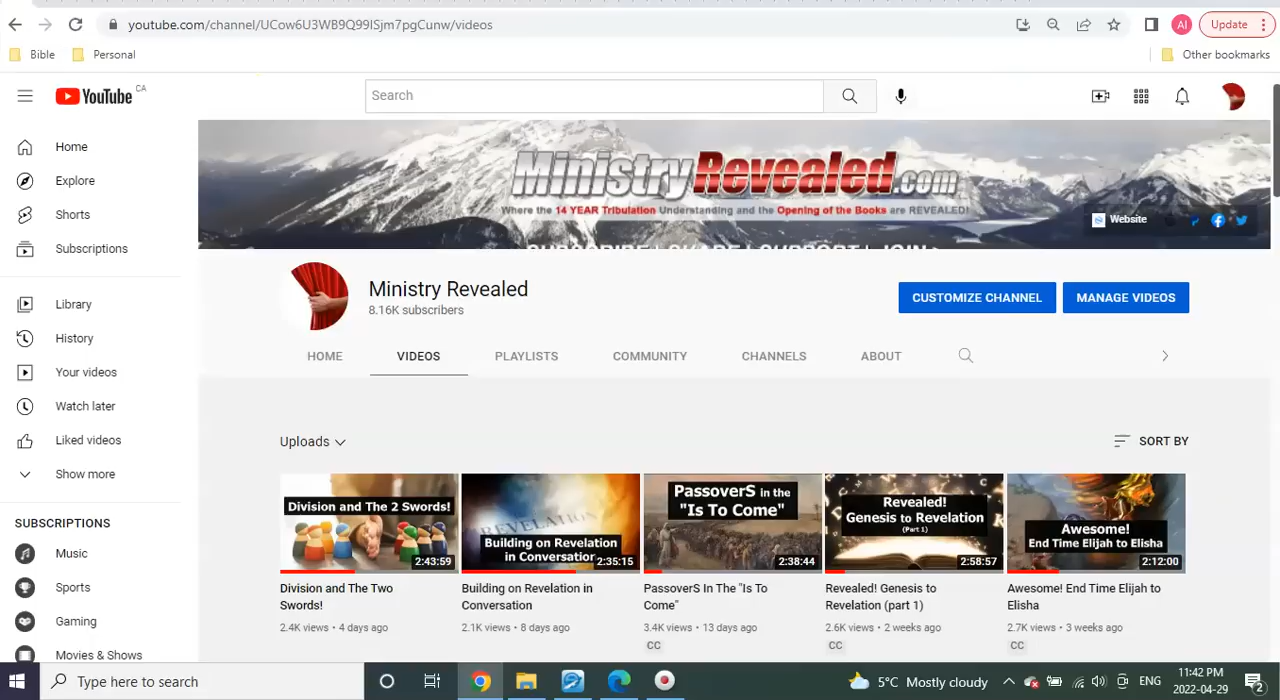 youtube.com/channel/UCow6U3WB9Q99ISjm7pgCunw/videos
AI
Update
Bible
Personal
Other bookmarks
YouTube
CA
Search
Home
Explore
Shorts
Subscriptions
Library
History
Your videos
Watch later
Liked videos
Show more
SUBSCRIPTIONS
Music
Sports
Gaming
Movies & Shows
MinistryRevealed.com
Where the 14 YEAR Tribulation Understanding and the Opening of the Books are REVEALED!
SUBSCRIBE | SHARE | SUPPORT | JOIN >
Website
Ministry Revealed
8.16K subscribers
CUSTOMIZE CHANNEL
MANAGE VIDEOS
HOME
VIDEOS
PLAYLISTS
COMMUNITY
CHANNELS
ABOUT
Uploads
SORT BY
Division and The 2 Swords!
2:43:59
Division and The Two
Swords!
2.4K views • 4 days ago
REVELATION
Building on Revelation
in Conversation
2:35:15
Building on Revelation in
Conversation
2.1K views • 8 days ago
PassoverS in the
"Is To Come"
2:38:44
PassoverS In The "Is To
Come"
3.4K views • 13 days ago
CC
Revealed!
Genesis to Revelation
(Part 1)
2:58:57
Revealed! Genesis to
Revelation (part 1)
2.6K views • 2 weeks ago
CC
Awesome!
End Time Elijah to Elisha
2:12:00
Awesome! End Time Elijah to
Elisha
2.7K views • 3 weeks ago
CC
Type here to search
5°C Mostly cloudy
ENG
11:42 PM
2022-04-29
2